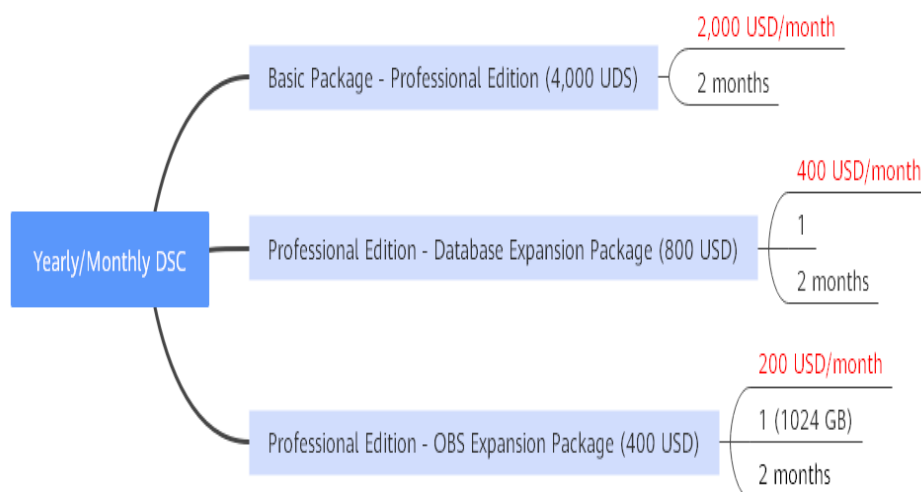 Yearly/Monthly DSC
Basic Package - Professional Edition (4,000 UDS)
2,000 USD/month
2 months
Professional Edition - Database Expansion Package (800 USD)
400 USD/month
1
2 months
Professional Edition - OBS Expansion Package (400 USD)
200 USD/month
1 (1024 GB)
2 months